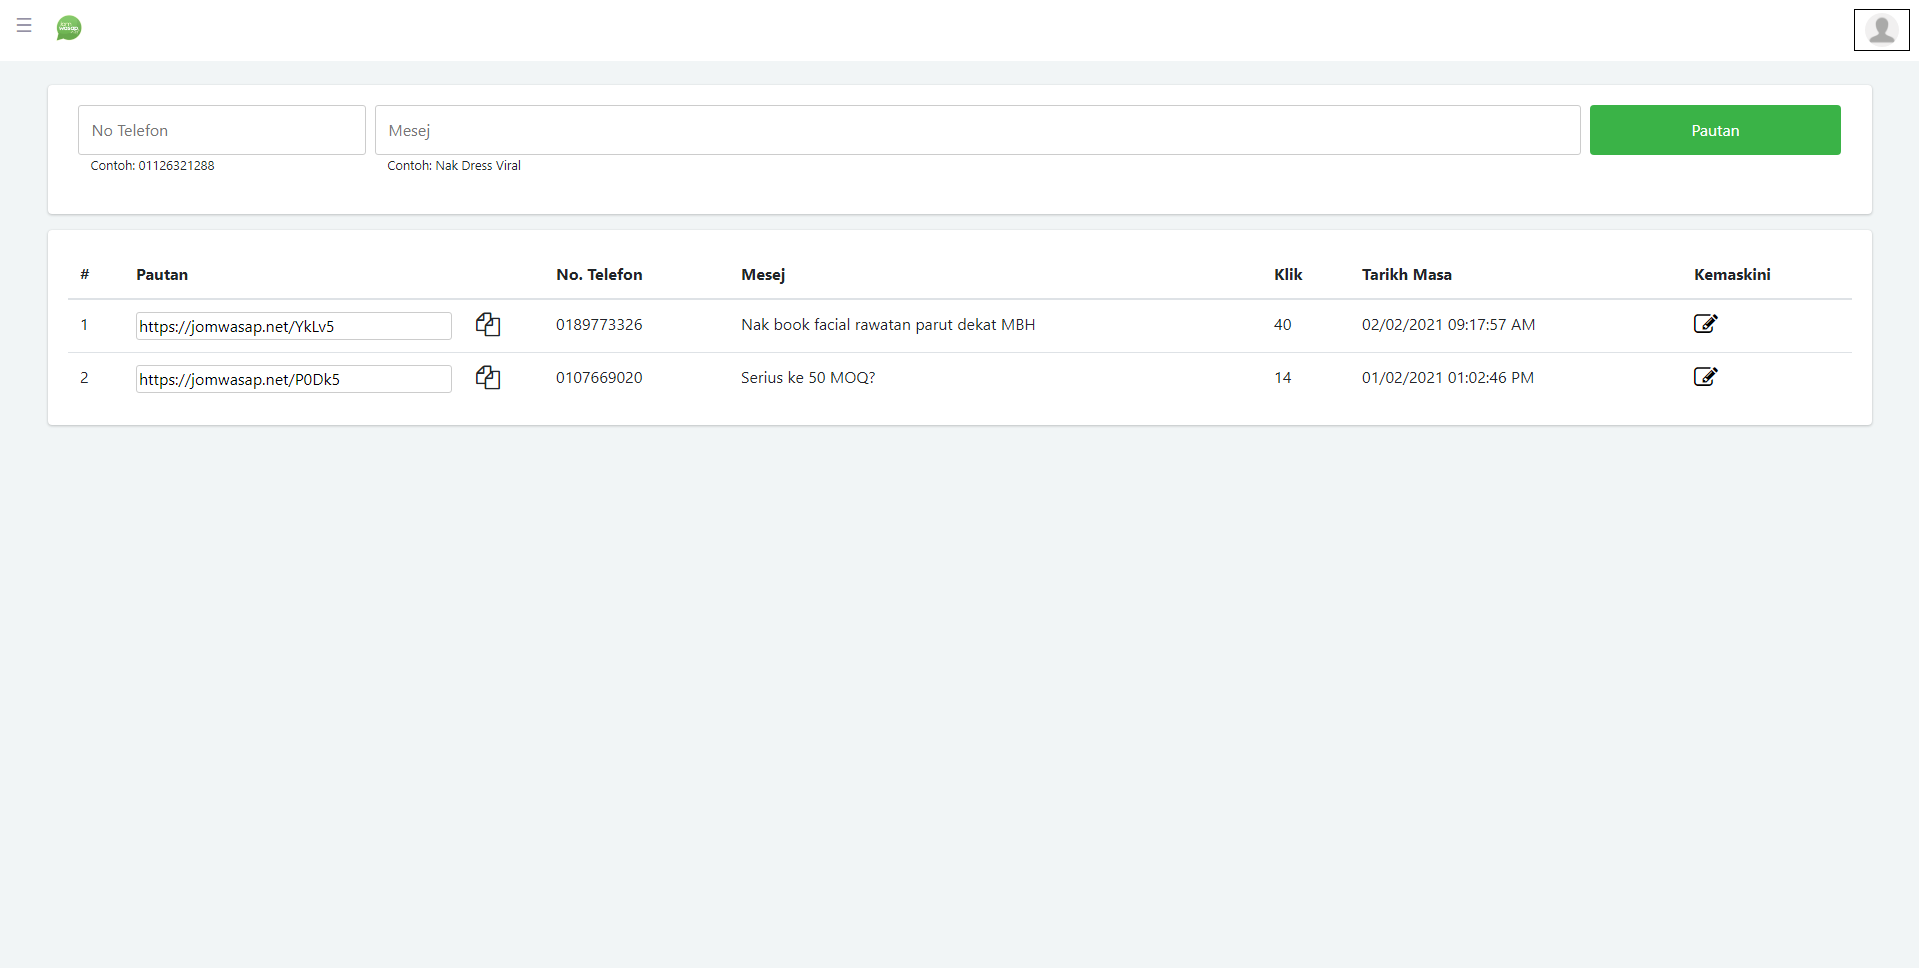 wasap
No Telefon
Mesej
Pautan
Contoh: 01126321288
Contoh: Nak Dress Viral
# Pautan No. Telefon Mesej Klik Tarikh Masa Kemaskini
1 https://jomwasap.net/YkLv5 0189773326 Nak book facial rawatan parut dekat MBH 40 02/02/2021 09:17:57 AM
2 https://jomwasap.net/P0Dk5 0107669020 Serius ke 50 MOQ? 14 01/02/2021 01:02:46 PM